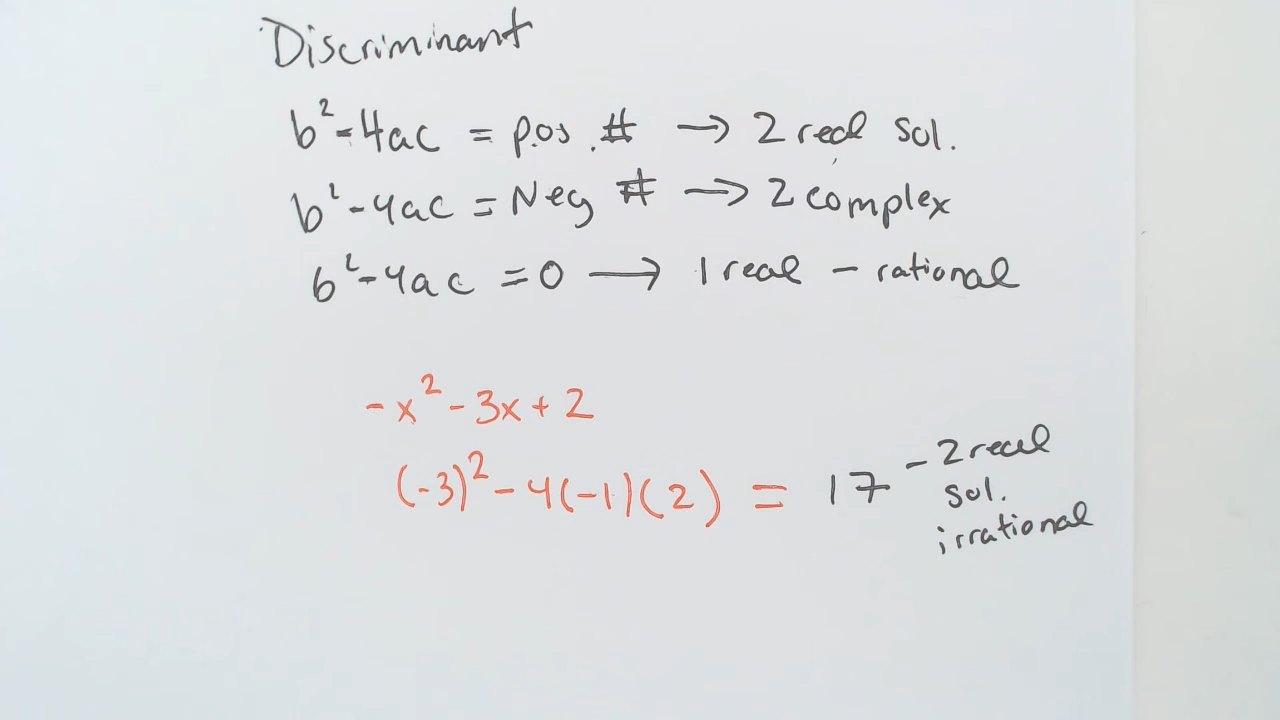 Discriminant
b²-4ac = pos. # → 2 real sol.
b²-4ac = Neg # → 2 complex
b²-4ac = 0 → 1 real - rational
-x² - 3x + 2
(-3)² - 4(-1)(2) = 17 - 2 real
sol.
irrational